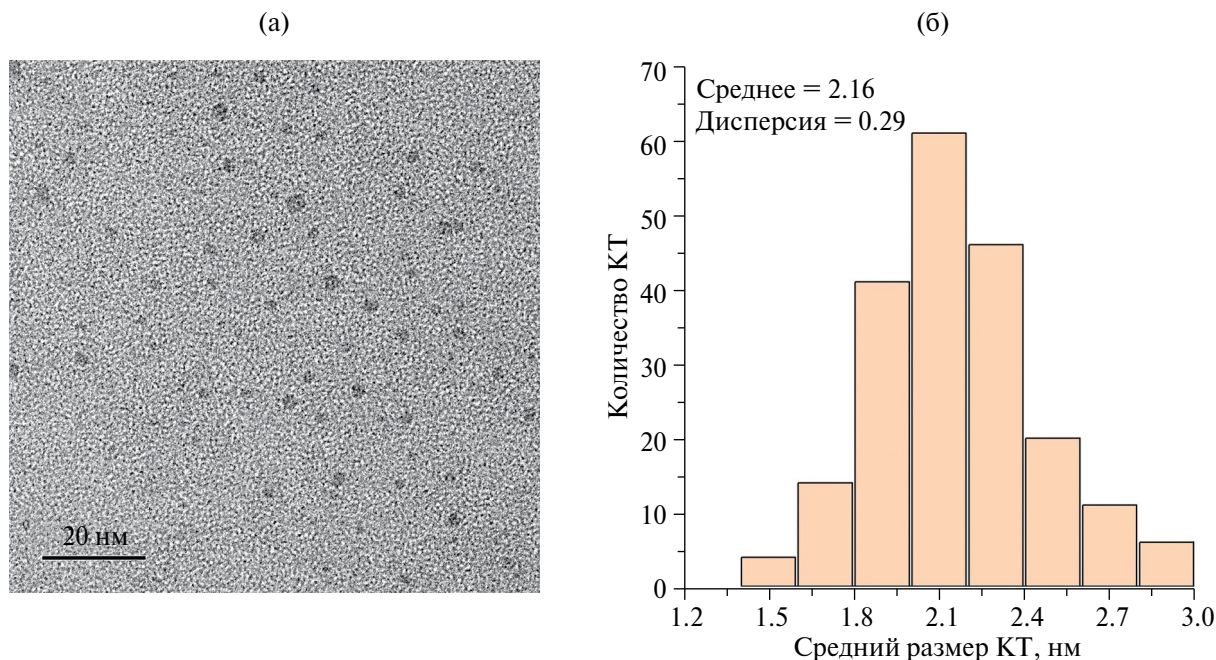 (а)
20 нм
(б)
Среднее = 2.16
Дисперсия = 0.29
Количество КТ
70
60
50
40
30
20
10
0
1.2 1.5 1.8 2.1 2.4 2.7 3.0
Средний размер КТ, нм